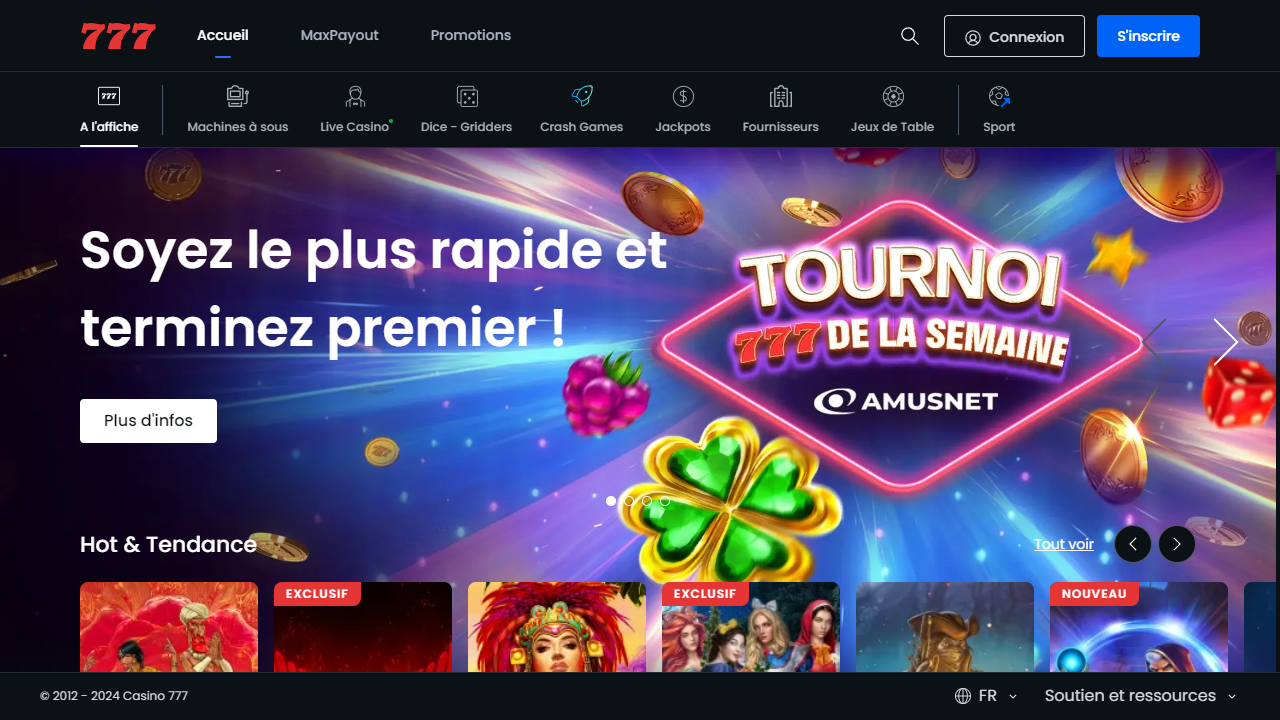 777
Accueil
MaxPayout
Promotions
Connexion
S'inscrire
777
A l'affiche
Machines à sous
Live Casino
Dice - Gridders
Crash Games
Jackpots
Fournisseurs
Jeux de Table
Sport
Soyez le plus rapide et
terminez premier !
Plus d'infos
TOURNOI
777 DE LA SEMAINE
AMUSNET
Hot & Tendance
Tout voir
EXCLUSIF
EXCLUSIF
NOUVEAU
© 2012 - 2024 Casino 777
FR
Soutien et ressources